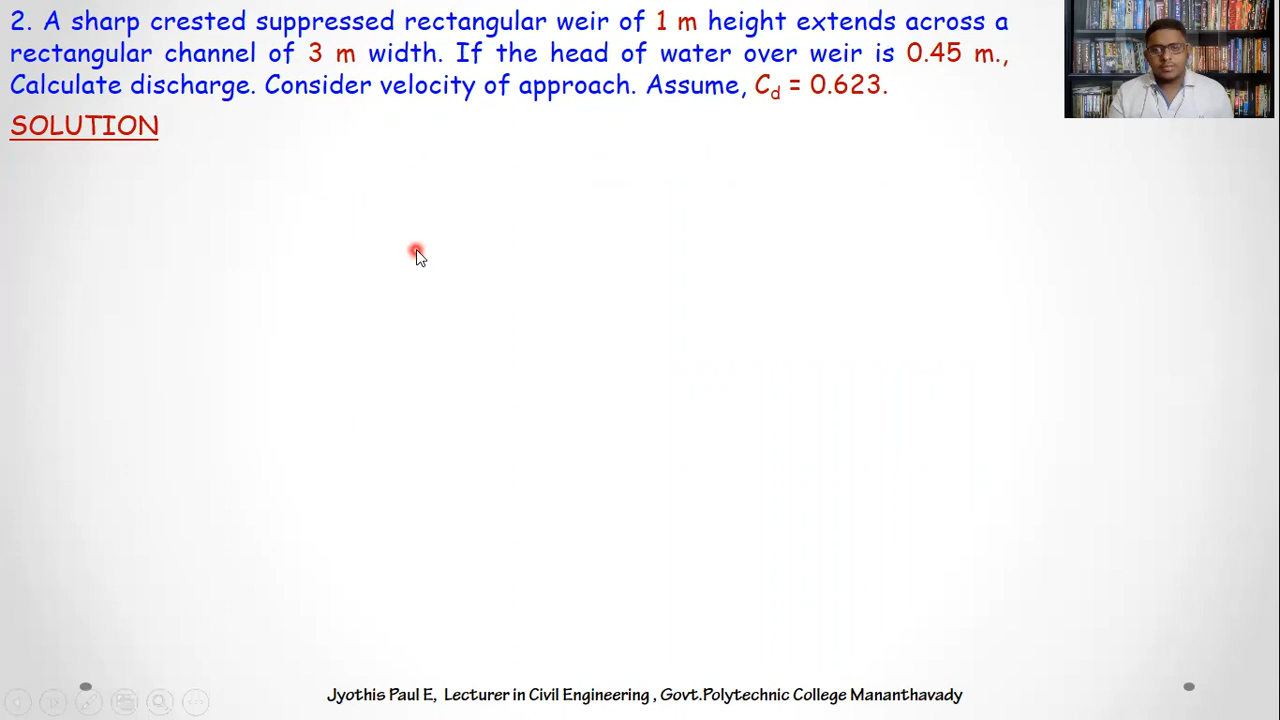 2. A sharp crested suppressed rectangular weir of 1 m height extends across a
rectangular channel of 3 m width. If the head of water over weir is 0.45 m.,
Calculate discharge. Consider velocity of approach. Assume, Cd = 0.623.
SOLUTION
Jyothis Paul E, Lecturer in Civil Engineering , Govt.Polytechnic College Mananthavady